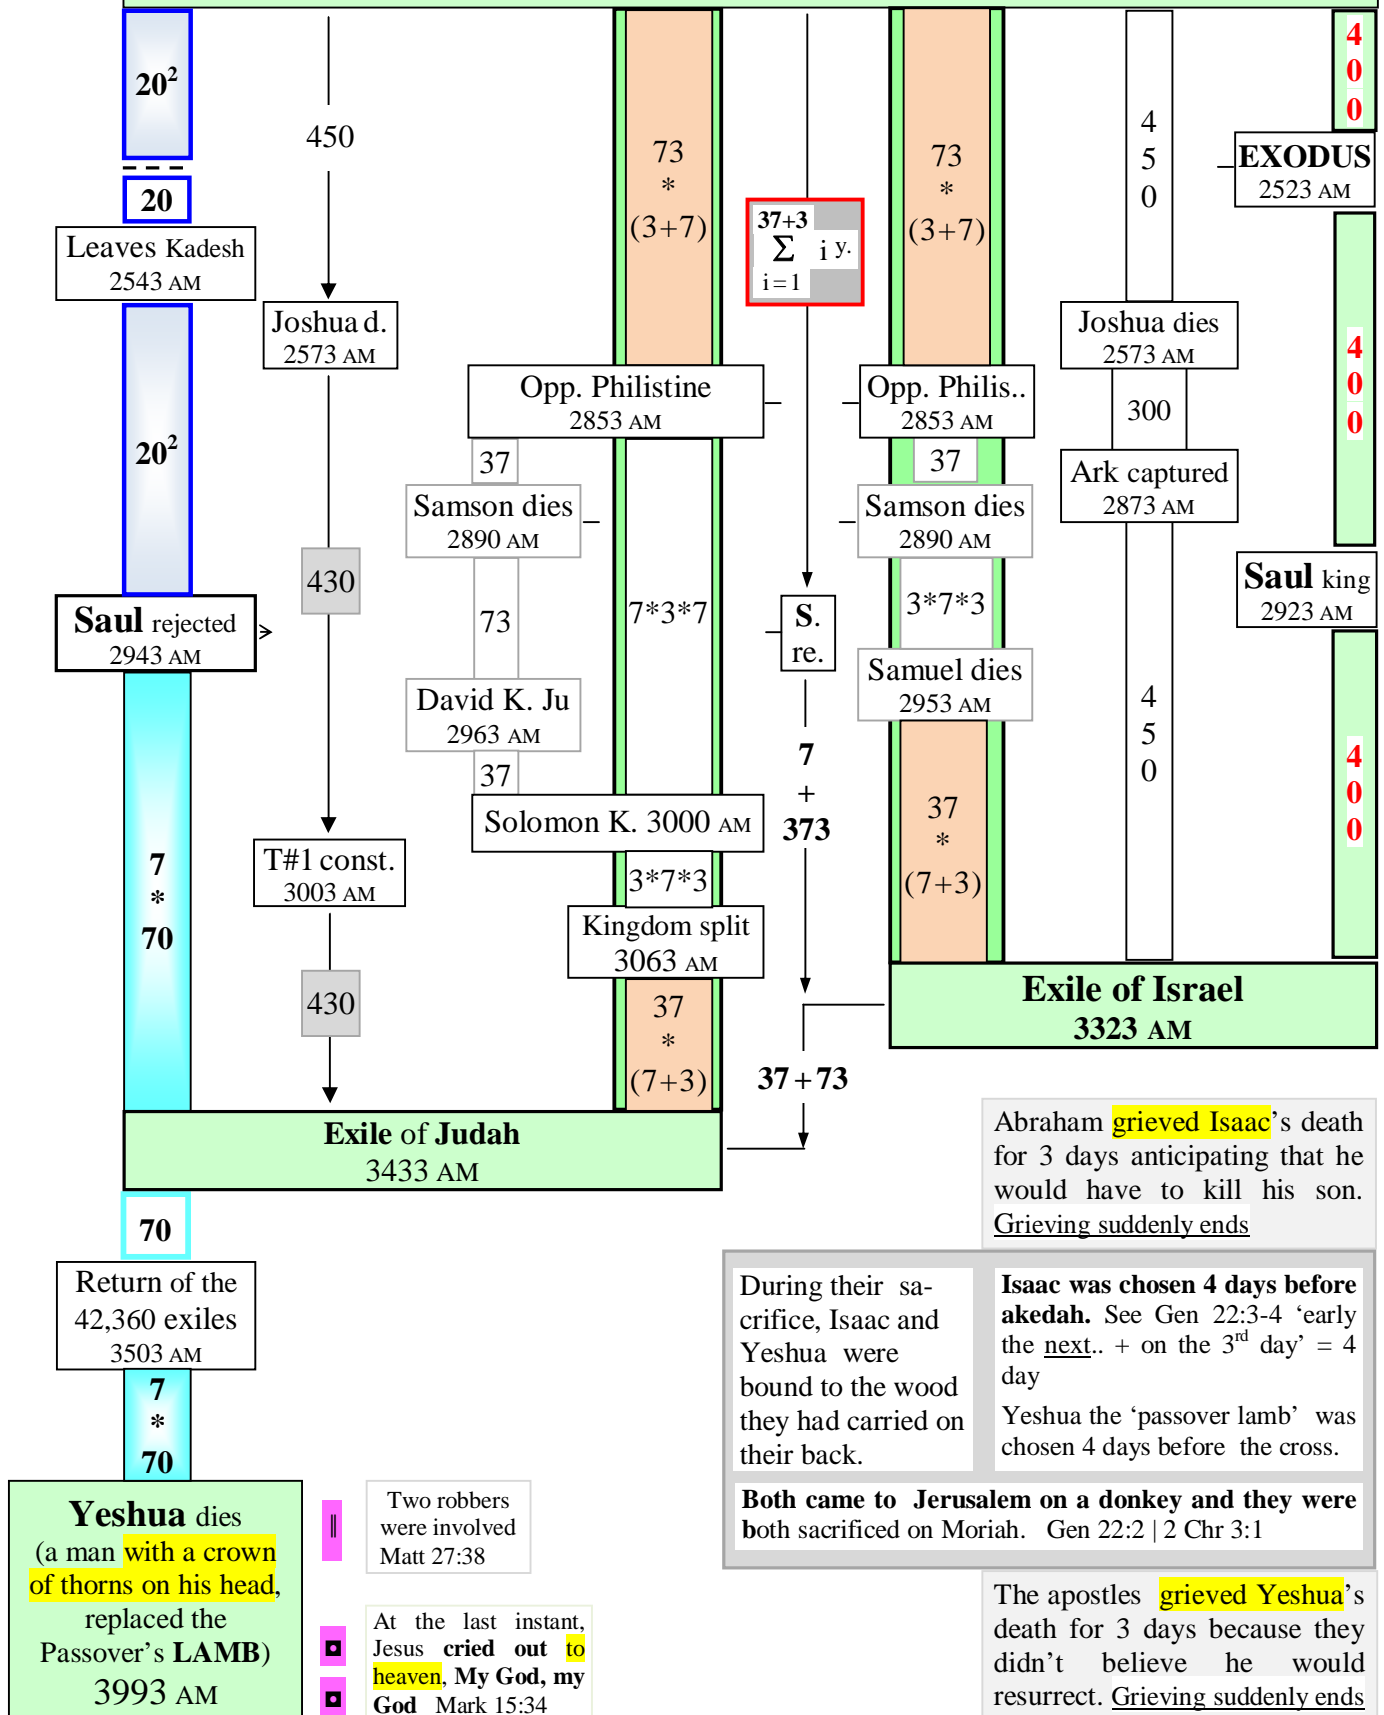 20²
20
Leaves Kadesh
2543 AM
20²
Saul rejected
2943 AM
7
*
70
450
Joshua d.
2573 AM
430
T#1 const.
3003 AM
430
73
*
(3+7)
Opp. Philistine
2853 AM
37
Samson dies
2890 AM
73
David K. Ju
2963 AM
37
7*3*7
Solomon K. 3000 AM
3*7*3
Kingdom split
3063 AM
37
*
(7+3)
37+3
Σ i y.
i=1
S.
re.
7
+
373
37+73
73
*
(3+7)
Opp. Philis..
2853 AM
37
Samson dies
2890 AM
3*7*3
Samuel dies
2953 AM
37
*
(7+3)
4
5
0
Joshua dies
2573 AM
300
Ark captured
2873 AM
4
5
0
4
0
0
EXODUS
2523 AM
4
0
0
Saul king
2923 AM
4
0
0
Exile of Israel
3323 AM
Exile of Judah
3433 AM
70
Return of the
42,360 exiles
3503 AM
7
*
70
Yeshua dies
(a man with a crown
of thorns on his head,
replaced the
Passover's LAMB)
3993 AM
||
Two robbers
were involved
Matt 27:38
At the last instant,
Jesus cried out to
heaven, My God, my
God Mark 15:34
Abraham grieved Isaac's death
for 3 days anticipating that he
would have to kill his son.
Grieving suddenly ends
During their sa-
crifice, Isaac and
Yeshua were
bound to the wood
they had carried on
their back.
Isaac was chosen 4 days before
akedah. See Gen 22:3-4 'early
the next.. + on the 3rd day' = 4
day
Yeshua the 'passover lamb' was
chosen 4 days before the cross.
Both came to Jerusalem on a donkey and they were
both sacrificed on Moriah. Gen 22:2 | 2 Chr 3:1
The apostles grieved Yeshua's
death for 3 days because they
didn't believe he would
resurrect. Grieving suddenly ends